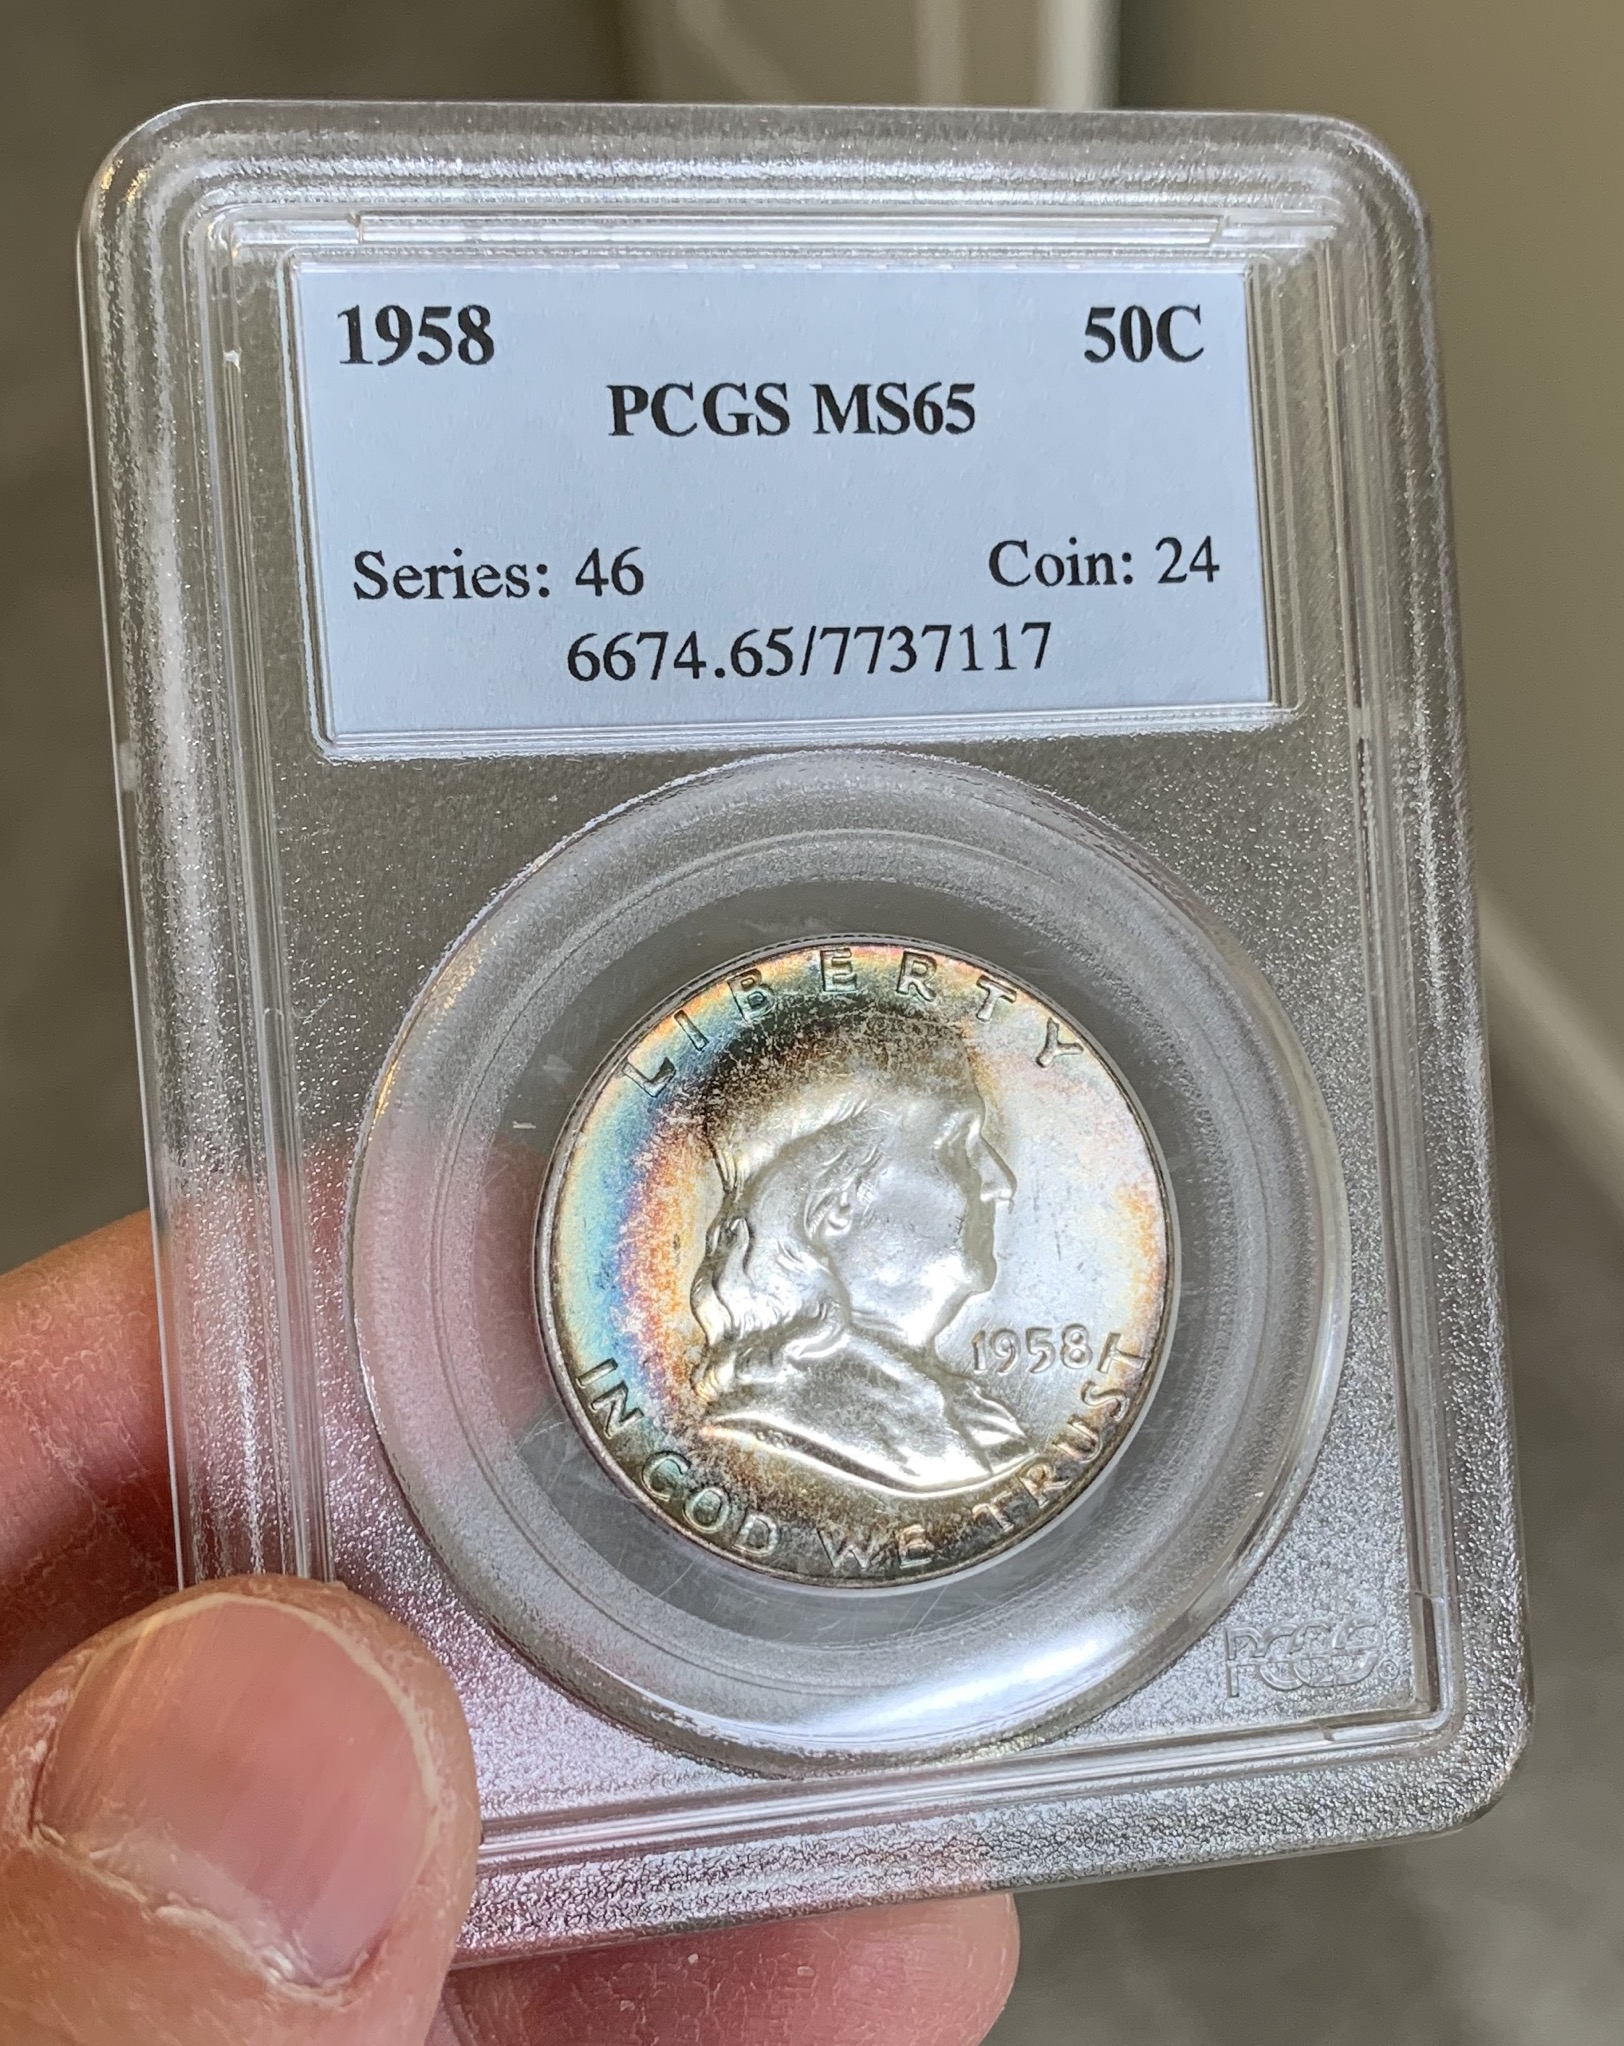 1958 50C
PCGS MS65
Series: 46 Coin: 24
6674.65/7737117
LIBERTY
1958
IN GOD WE TRUST
PCGS